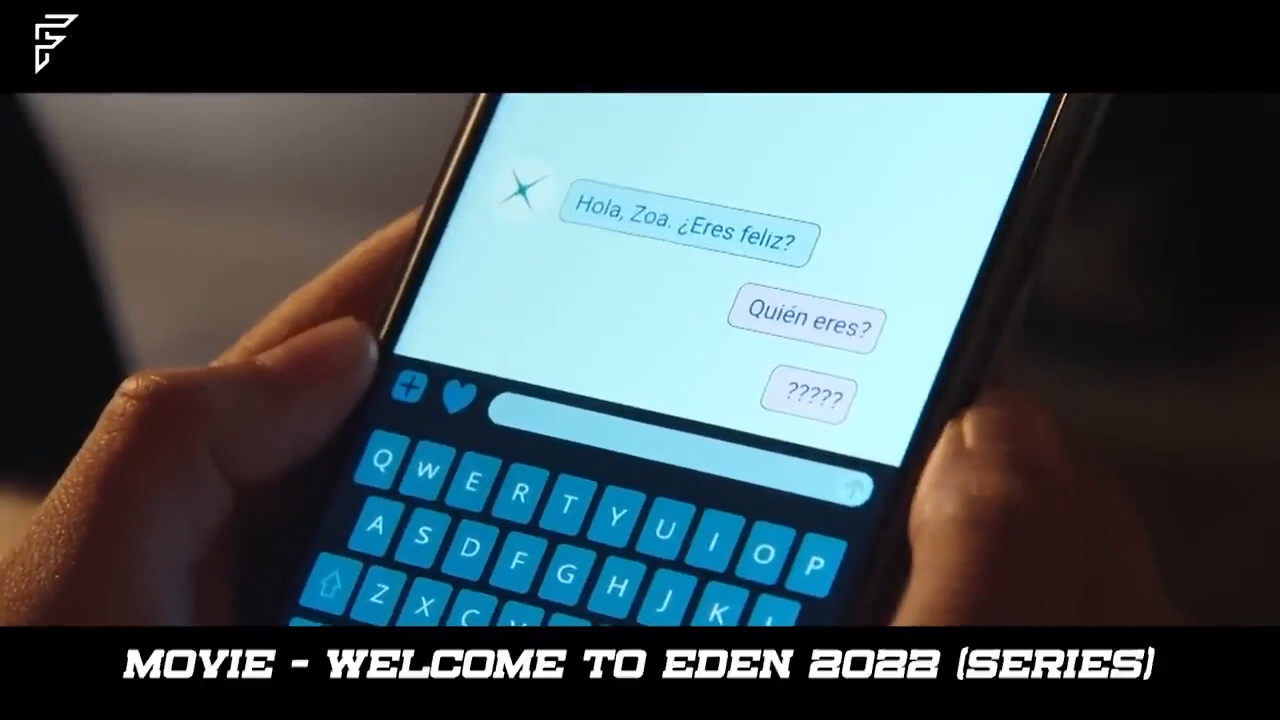 Hola, Zoa. ¿Eres feliz?
Quién eres?
?????
Q W E R T Y U I O P
A S D F G H J K L
Z X C V
MOVIE - WELCOME TO EDEN 2022 (SERIES)